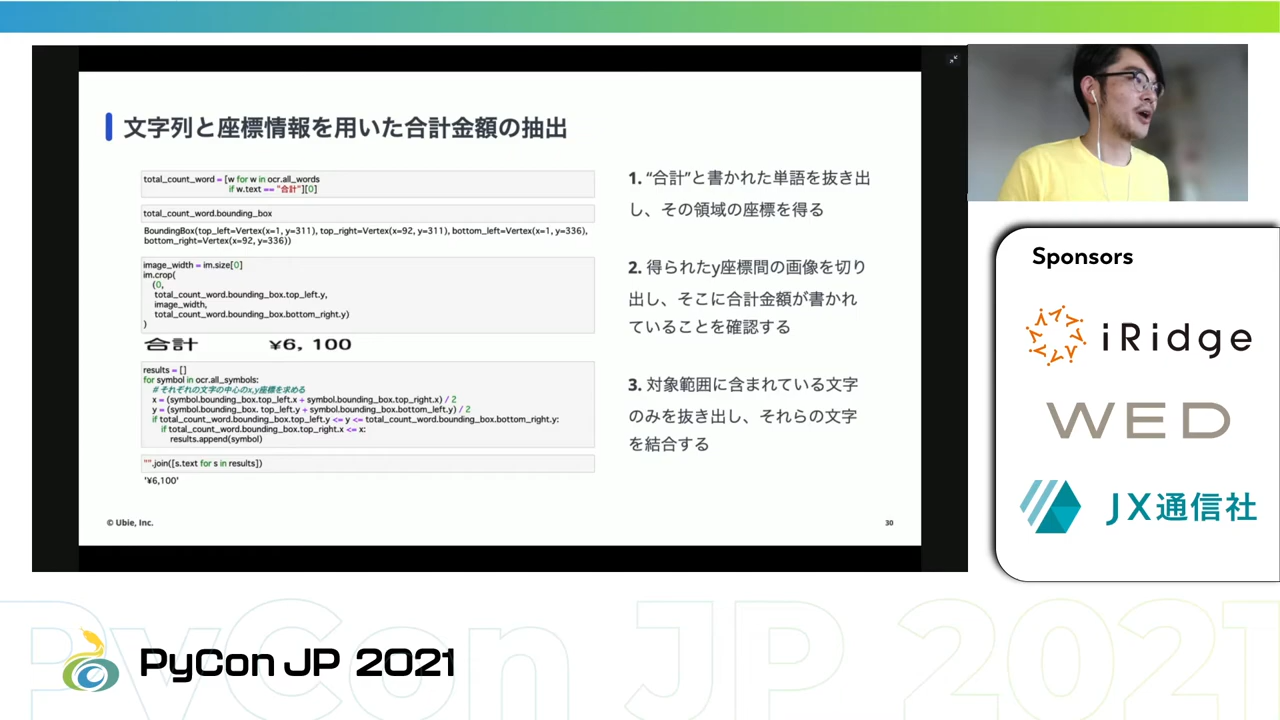 文字列と座標情報を用いた合計金額の抽出
total_count_word = [w for w in ocr.all_words
if w.text == "合計"][0]
total_count_word.bounding_box
BoundingBox(top_left=Vertex(x=1, y=311), top_right=Vertex(x=92, y=311), bottom_left=Vertex(x=1, y=336),
bottom_right=Vertex(x=92, y=336))
image_width = im.size[0]
im.crop(
(0,
total_count_word.bounding_box.top_left.y,
image_width,
total_count_word.bounding_box.bottom_right.y)
)
合計 ¥6, 100
results = []
for symbol in ocr.all_symbols:
# それぞれの文字の中心のx,y座標を求める
x = (symbol.bounding_box.top_left.x + symbol.bounding_box.top_right.x) / 2
y = (symbol.bounding_box. top_left.y + symbol.bounding_box.bottom_left.y) / 2
if total_count_word.bounding_box.top_left.y <= y <= total_count_word.bounding_box.bottom_right.y:
if total_count_word.bounding_box.top_right.x <= x:
results.append(symbol)
"".join([s.text for s in results])
'¥6,100'
1. “合計”と書かれた単語を抜き出
し、その領域の座標を得る
2. 得られたy座標間の画像を切り
出し、そこに合計金額が書かれ
ていることを確認する
3. 対象範囲に含まれている文字
のみを抜き出し、それらの文字
を結合する
© Ubie, Inc.
30
Sponsors
iRidge
WED
JX通信社
PyCon JP 2021
PyCon JP 2021